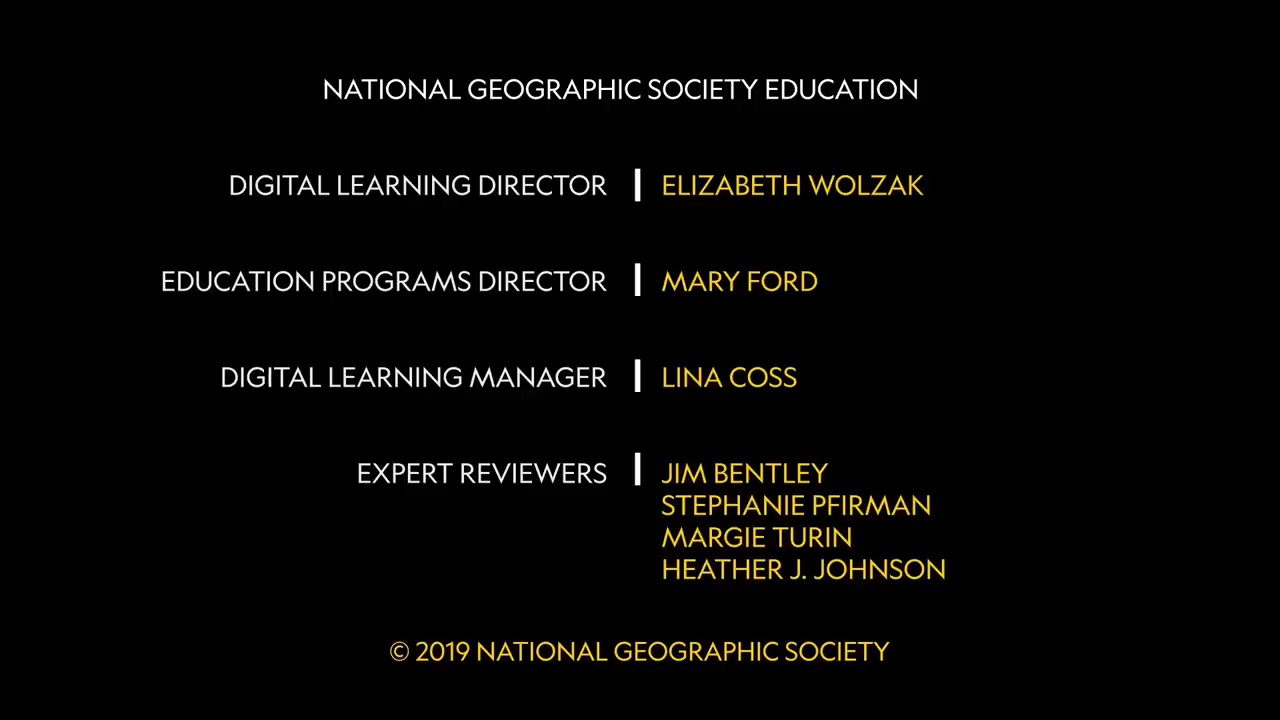 NATIONAL GEOGRAPHIC SOCIETY EDUCATION
DIGITAL LEARNING DIRECTOR | ELIZABETH WOLZAK
EDUCATION PROGRAMS DIRECTOR | MARY FORD
DIGITAL LEARNING MANAGER | LINA COSS
EXPERT REVIEWERS | JIM BENTLEY
STEPHANIE PFIRMAN
MARGIE TURIN
HEATHER J. JOHNSON
© 2019 NATIONAL GEOGRAPHIC SOCIETY